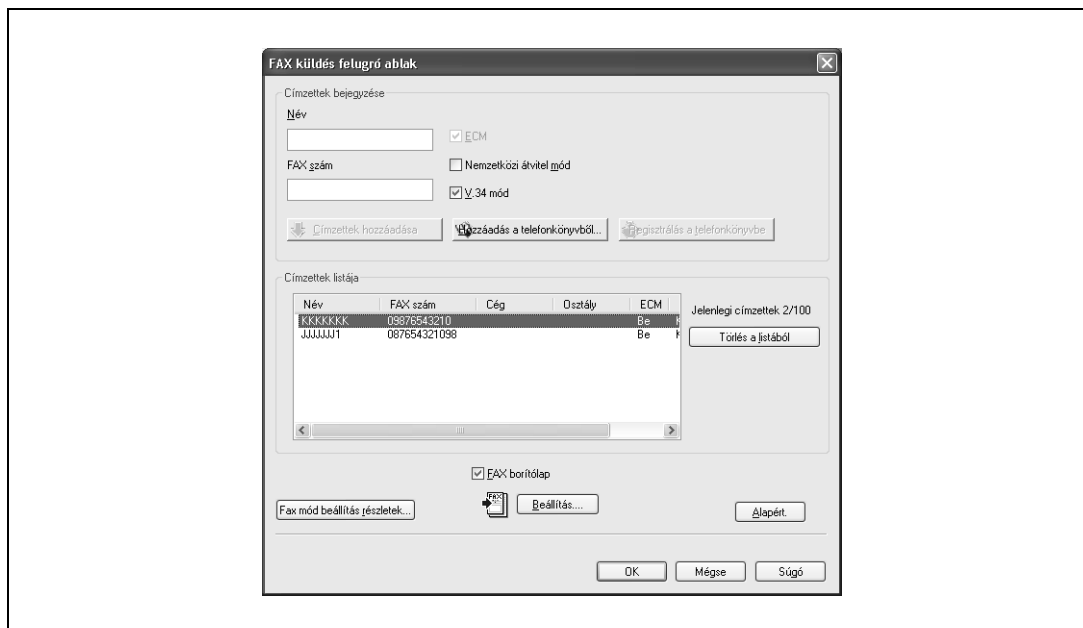 FAX küldés felugró ablak
Címzettek bejegyzése
Név
ECM
FAX szám
Nemzetközi átvitel mód
V.34 mód
Címzettek hozzáadása
Hozzáadás a telefonkönyvből...
Regisztrálás a telefonkönyvbe
Címzettek listája
Név FAX szám Cég Osztály ECM
KKKKKKK 09876543210 Be
JJJJJJ1 087654321098 Be
Jelenlegi címzettek 2/100
Törlés a listából
FAX borítólap
Fax mód beállítás részletek...
FAX
Beállítás....
Alapért.
OK Mégse Súgó